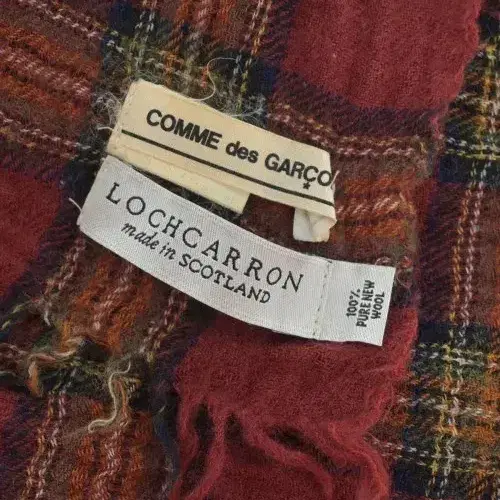 COMME des GARÇO
LOCHCARRON
made in SCOTLAND
100%
PURE NEW
WOOL